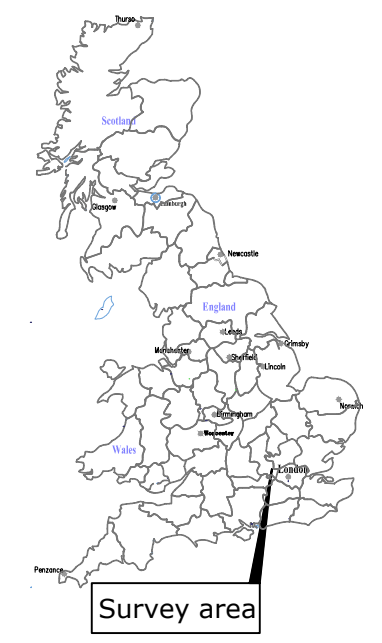 Thurso
Scotland
Edinburgh
Glasgow
Newcastle
England
Leeds
Grimsby
Manchester
Sheffield
Lincoln
Norwich
Birmingham
Worcester
Wales
London
Penzance
Survey area